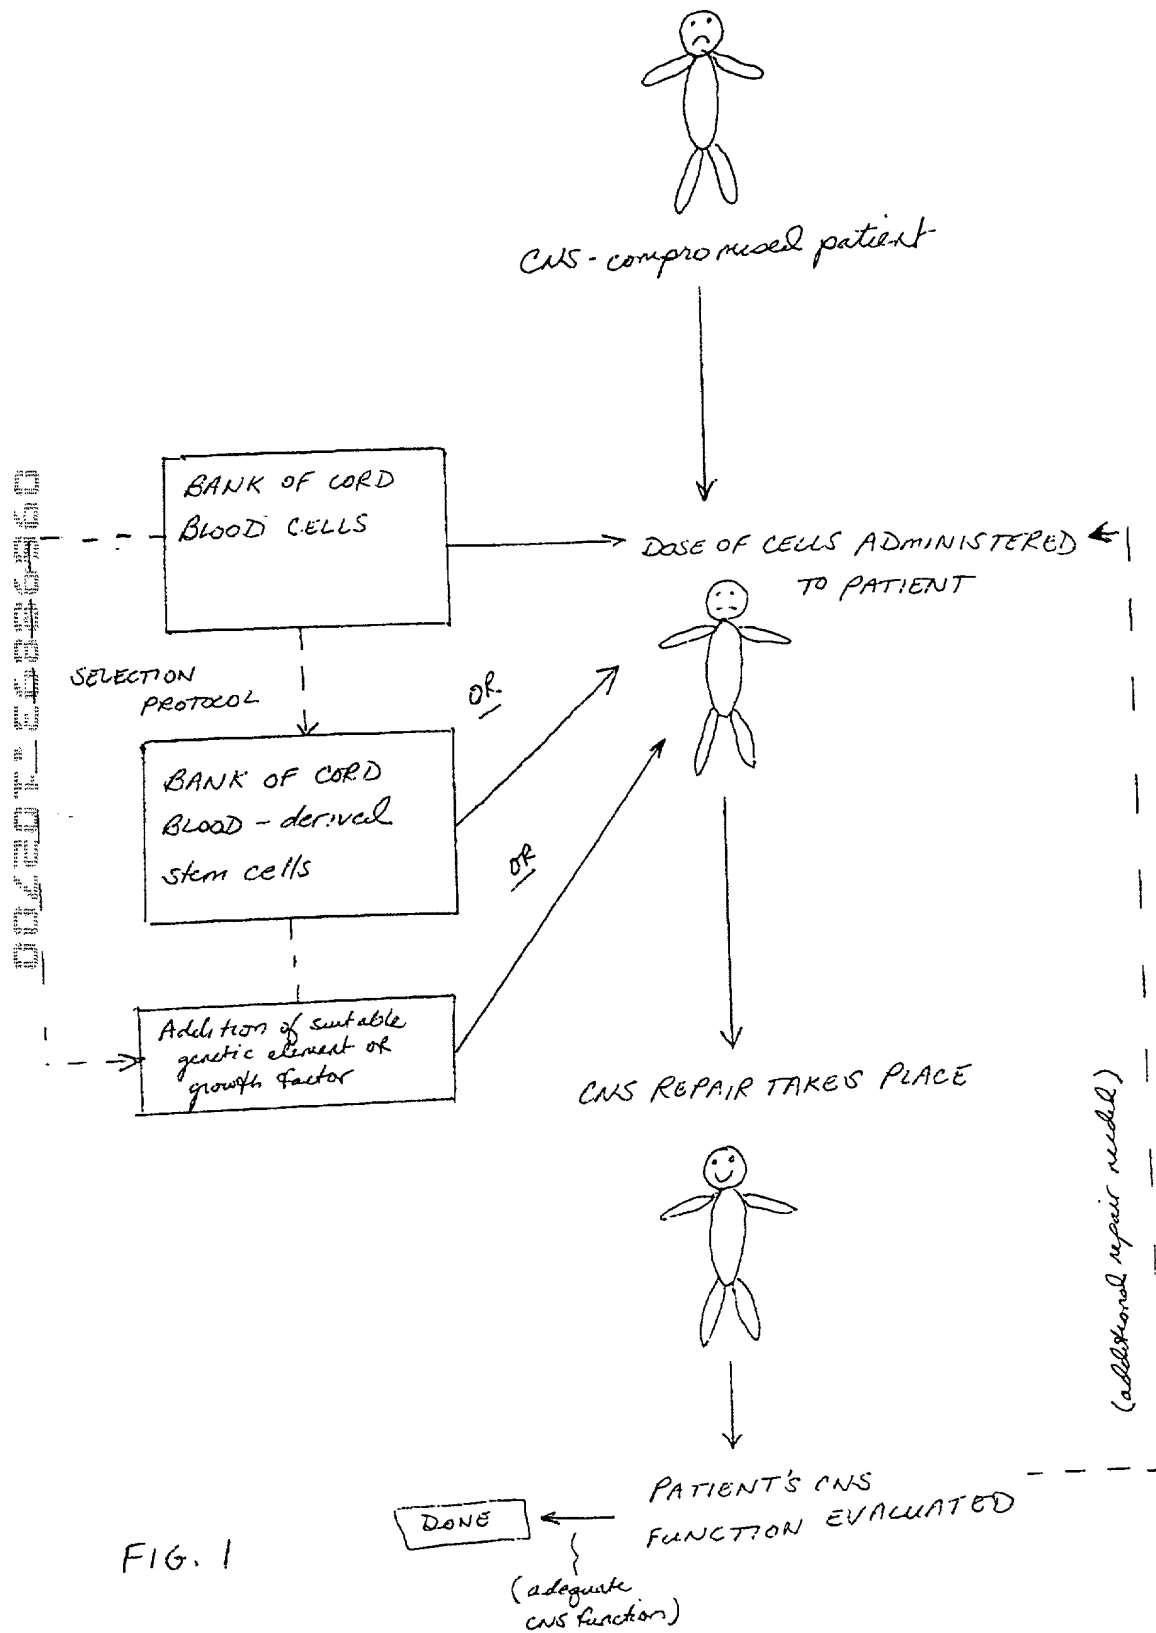 CNS-compromised patient
BANK OF CORD
BLOOD CELLS
DOSE OF CELLS ADMINISTERED
TO PATIENT
SELECTION
PROTOCOL
OR
BANK OF CORD
BLOOD-derived
stem cells
OR
Addition of suitable
genetic element or
growth factor
CNS REPAIR TAKES PLACE
(additional repair needed)
PATIENT'S CNS
FUNCTION EVALUATED
DONE
(adequate
CNS function)
FIG. 1